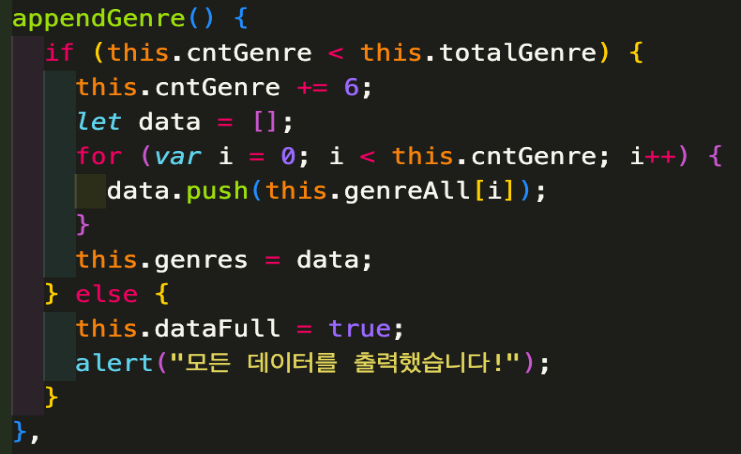 appendGenre() {
  if (this.cntGenre < this.totalGenre) {
    this.cntGenre += 6;
    let data = [];
    for (var i = 0; i < this.cntGenre; i++) {
      data.push(this.genreAll[i]);
    }
    this.genres = data;
  } else {
    this.dataFull = true;
    alert("모든 데이터를 출력했습니다!");
  }
},